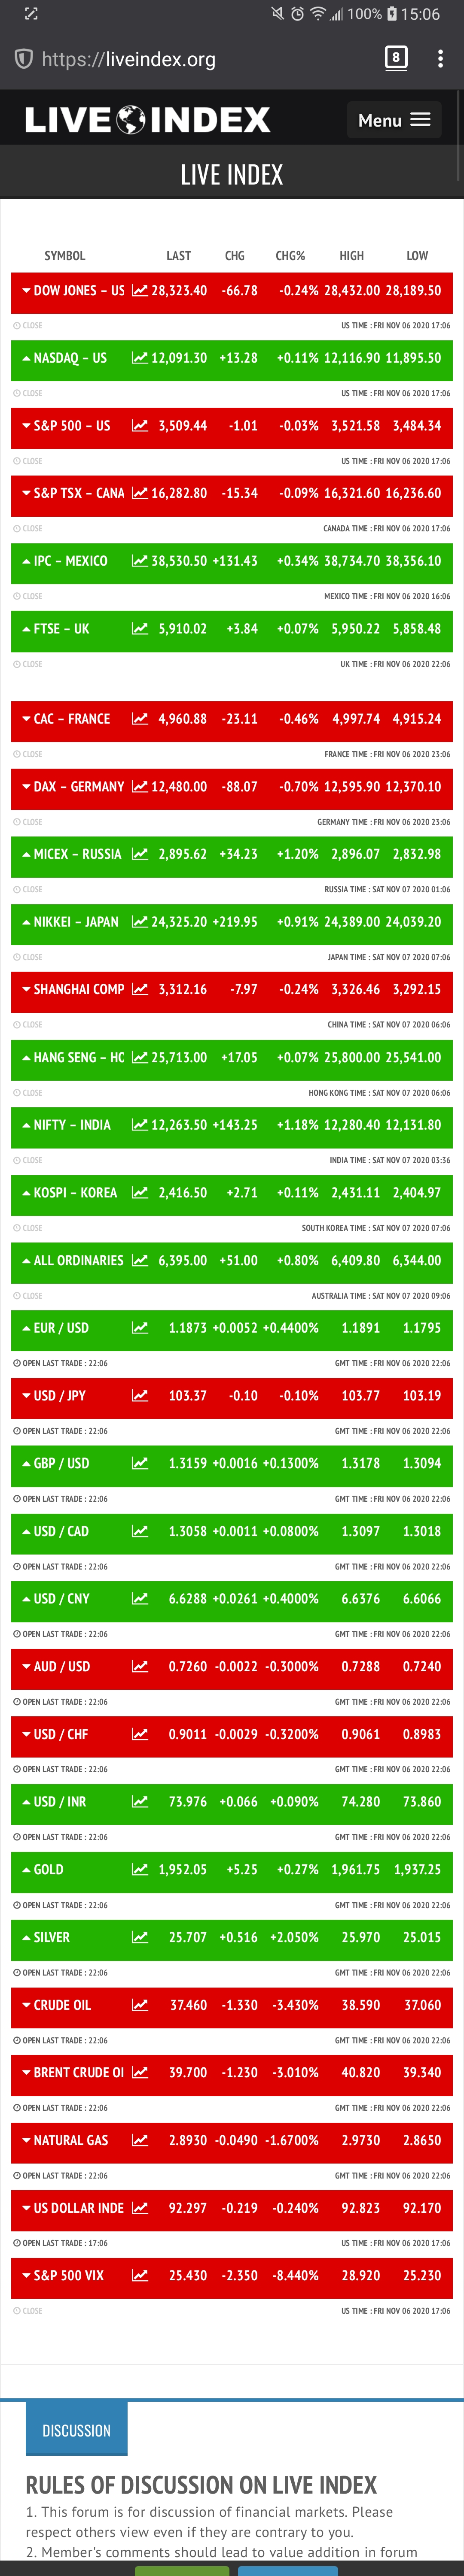 100% 15:06
https://liveindex.org 8
LIVE INDEX Menu
LIVE INDEX
SYMBOL LAST CHG CHG% HIGH LOW
DOW JONES – US 28,323.40 -66.78 -0.24% 28,432.00 28,189.50
CLOSE US TIME : FRI NOV 06 2020 17:06
NASDAQ – US 12,091.30 +13.28 +0.11% 12,116.90 11,895.50
CLOSE US TIME : FRI NOV 06 2020 17:06
S&P 500 – US 3,509.44 -1.01 -0.03% 3,521.58 3,484.34
CLOSE US TIME : FRI NOV 06 2020 17:06
S&P TSX – CANA 16,282.80 -15.34 -0.09% 16,321.60 16,236.60
CLOSE CANADA TIME : FRI NOV 06 2020 17:06
IPC – MEXICO 38,530.50 +131.43 +0.34% 38,734.70 38,356.10
CLOSE MEXICO TIME : FRI NOV 06 2020 16:06
FTSE – UK 5,910.02 +3.84 +0.07% 5,950.22 5,858.48
CLOSE UK TIME : FRI NOV 06 2020 22:06
CAC – FRANCE 4,960.88 -23.11 -0.46% 4,997.74 4,915.24
CLOSE FRANCE TIME : FRI NOV 06 2020 23:06
DAX – GERMANY 12,480.00 -88.07 -0.70% 12,595.90 12,370.10
CLOSE GERMANY TIME : FRI NOV 06 2020 23:06
MICEX – RUSSIA 2,895.62 +34.23 +1.20% 2,896.07 2,832.98
CLOSE RUSSIA TIME : SAT NOV 07 2020 01:06
NIKKEI – JAPAN 24,325.20 +219.95 +0.91% 24,389.00 24,039.20
CLOSE JAPAN TIME : SAT NOV 07 2020 07:06
SHANGHAI COMP 3,312.16 -7.97 -0.24% 3,326.46 3,292.15
CLOSE CHINA TIME : SAT NOV 07 2020 06:06
HANG SENG – HO 25,713.00 +17.05 +0.07% 25,800.00 25,541.00
CLOSE HONG KONG TIME : SAT NOV 07 2020 06:06
NIFTY – INDIA 12,263.50 +143.25 +1.18% 12,280.40 12,131.80
CLOSE INDIA TIME : SAT NOV 07 2020 03:36
KOSPI – KOREA 2,416.50 +2.71 +0.11% 2,431.11 2,404.97
CLOSE SOUTH KOREA TIME : SAT NOV 07 2020 07:06
ALL ORDINARIES 6,395.00 +51.00 +0.80% 6,409.80 6,344.00
CLOSE AUSTRALIA TIME : SAT NOV 07 2020 09:06
EUR / USD 1.1873 +0.0052 +0.4400% 1.1891 1.1795
OPEN LAST TRADE : 22:06 GMT TIME : FRI NOV 06 2020 22:06
USD / JPY 103.37 -0.10 -0.10% 103.77 103.19
OPEN LAST TRADE : 22:06 GMT TIME : FRI NOV 06 2020 22:06
GBP / USD 1.3159 +0.0016 +0.1300% 1.3178 1.3094
OPEN LAST TRADE : 22:06 GMT TIME : FRI NOV 06 2020 22:06
USD / CAD 1.3058 +0.0011 +0.0800% 1.3097 1.3018
OPEN LAST TRADE : 22:06 GMT TIME : FRI NOV 06 2020 22:06
USD / CNY 6.6288 +0.0261 +0.4000% 6.6376 6.6066
OPEN LAST TRADE : 22:06 GMT TIME : FRI NOV 06 2020 22:06
AUD / USD 0.7260 -0.0022 -0.3000% 0.7288 0.7240
OPEN LAST TRADE : 22:06 GMT TIME : FRI NOV 06 2020 22:06
USD / CHF 0.9011 -0.0029 -0.3200% 0.9061 0.8983
OPEN LAST TRADE : 22:06 GMT TIME : FRI NOV 06 2020 22:06
USD / INR 73.976 +0.066 +0.090% 74.280 73.860
OPEN LAST TRADE : 22:06 GMT TIME : FRI NOV 06 2020 22:06
GOLD 1,952.05 +5.25 +0.27% 1,961.75 1,937.25
OPEN LAST TRADE : 22:06 GMT TIME : FRI NOV 06 2020 22:06
SILVER 25.707 +0.516 +2.050% 25.970 25.015
OPEN LAST TRADE : 22:06 GMT TIME : FRI NOV 06 2020 22:06
CRUDE OIL 37.460 -1.330 -3.430% 38.590 37.060
OPEN LAST TRADE : 22:06 GMT TIME : FRI NOV 06 2020 22:06
BRENT CRUDE OI 39.700 -1.230 -3.010% 40.820 39.340
OPEN LAST TRADE : 22:06 GMT TIME : FRI NOV 06 2020 22:06
NATURAL GAS 2.8930 -0.0490 -1.6700% 2.9730 2.8650
OPEN LAST TRADE : 22:06 GMT TIME : FRI NOV 06 2020 22:06
US DOLLAR INDE 92.297 -0.219 -0.240% 92.823 92.170
OPEN LAST TRADE : 17:06 US TIME : FRI NOV 06 2020 17:06
S&P 500 VIX 25.430 -2.350 -8.440% 28.920 25.230
CLOSE US TIME : FRI NOV 06 2020 17:06
DISCUSSION
RULES OF DISCUSSION ON LIVE INDEX
1. This forum is for discussion of financial markets. Please
respect others view even if they are contrary to you.
2. Member's comments should lead to value addition in forum